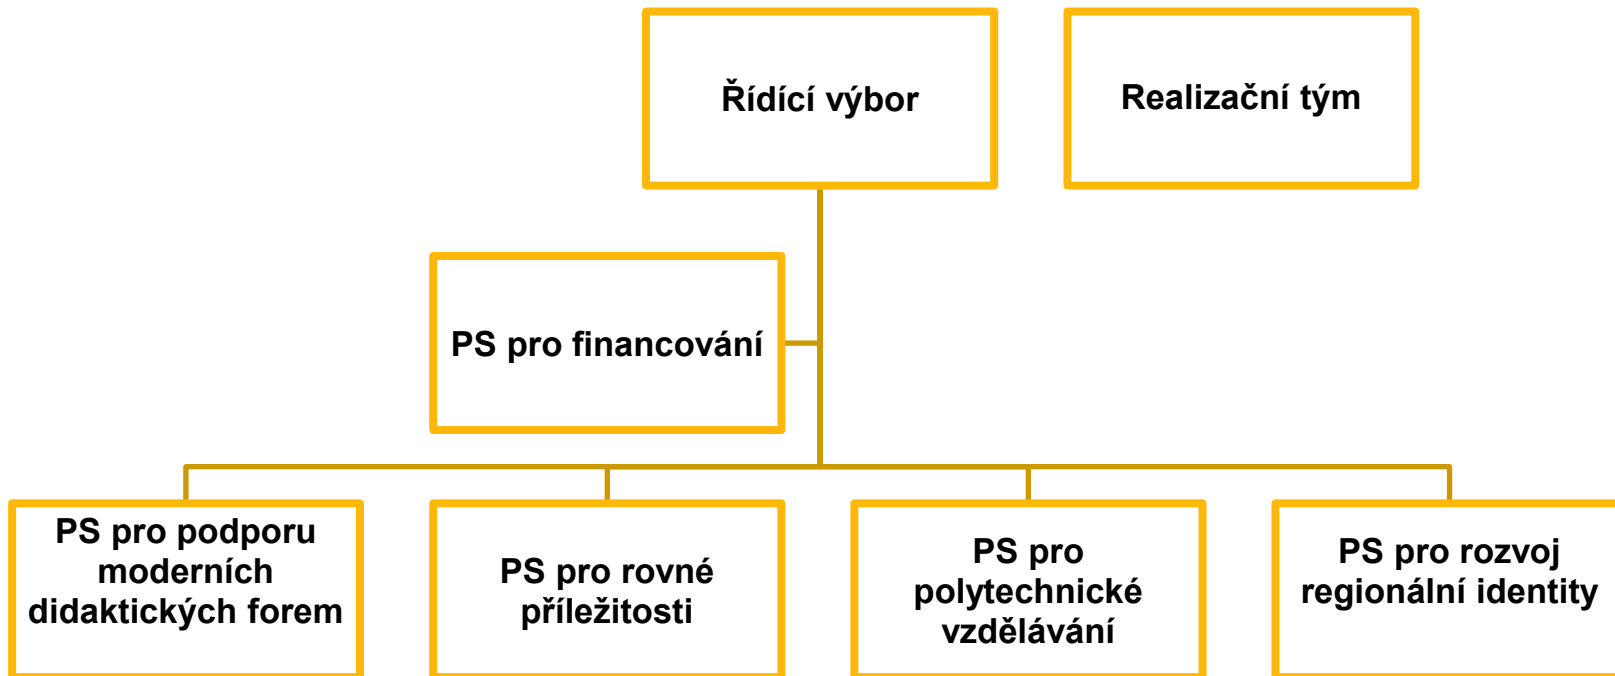 Řídící výbor
Realizační tým
PS pro financování
PS pro podporu
moderních
didaktických forem
PS pro rovné
příležitosti
PS pro
polytechnické
vzdělávání
PS pro rozvoj
regionální identity